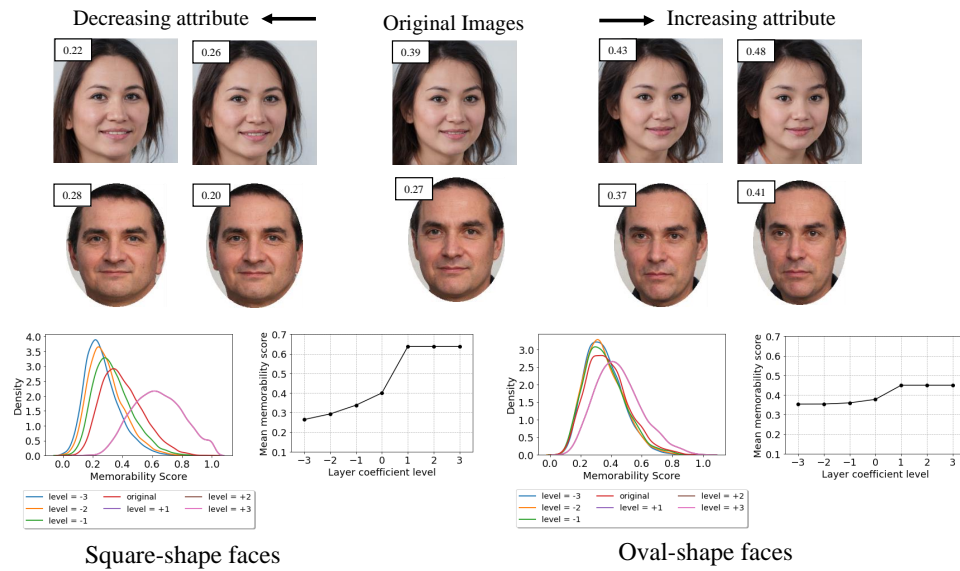 Decreasing attribute
Original Images
Increasing attribute
0.22
0.26
0.39
0.43
0.48
0.28
0.20
0.27
0.37
0.41
4.0
3.5
3.0
2.5
2.0
1.5
1.0
0.5
0.0
Density
0.0 0.2 0.4 0.6 0.8 1.0
Memorability Score
level = -3
level = -2
level = -1
original
level = +1
level = +2
level = +3
0.7
0.6
0.5
0.4
0.3
0.2
0.1
Mean memorability score
−3 −2 −1 0 1 2 3
Layer coefficient level
Square-shape faces
3.5
3.0
2.5
2.0
1.5
1.0
0.5
0.0
Density
0.0 0.2 0.4 0.6 0.8 1.0
Memorability Score
level = -3
level = -2
level = -1
original
level = +1
level = +2
level = +3
0.7
0.6
0.5
0.4
0.3
0.2
0.1
Mean memorability score
−3 −2 −1 0 1 2 3
Layer coefficient level
Oval-shape faces